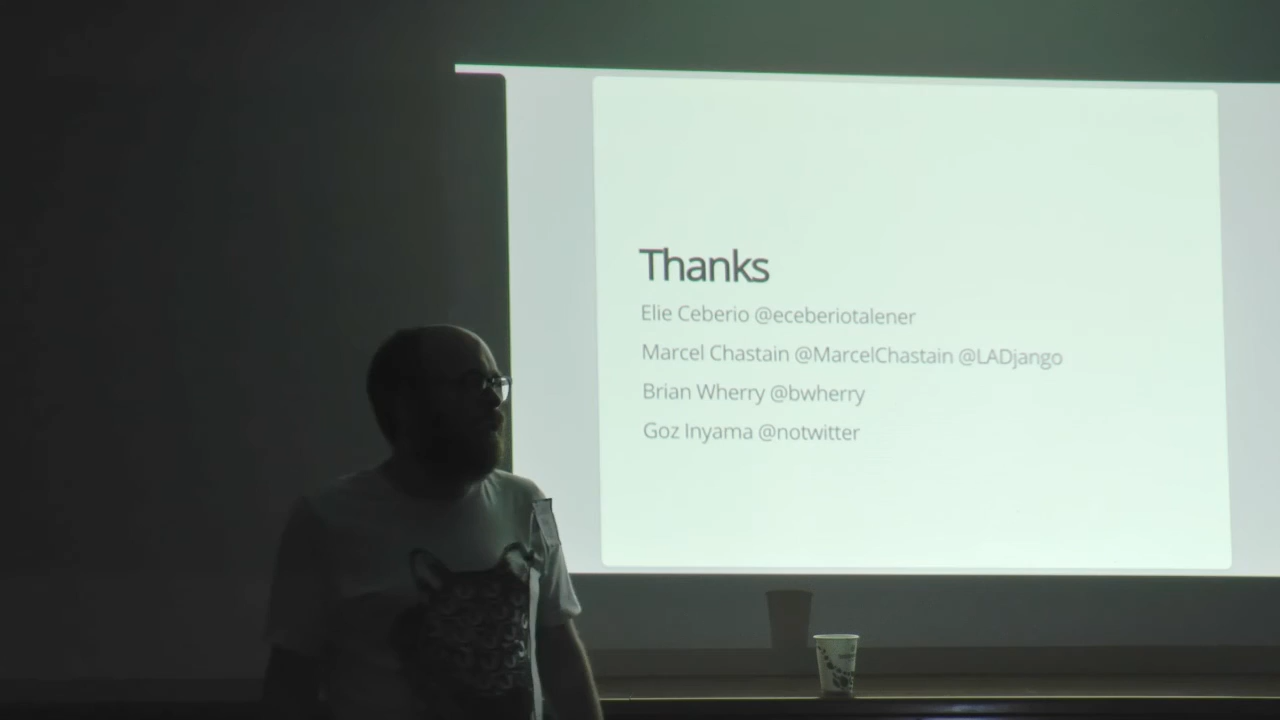 Thanks
Elie Ceberio @eceberiotalener
Marcel Chastain @MarcelChastain @LADjango
Brian Wherry @bwherry
Goz Inyama @notwitter